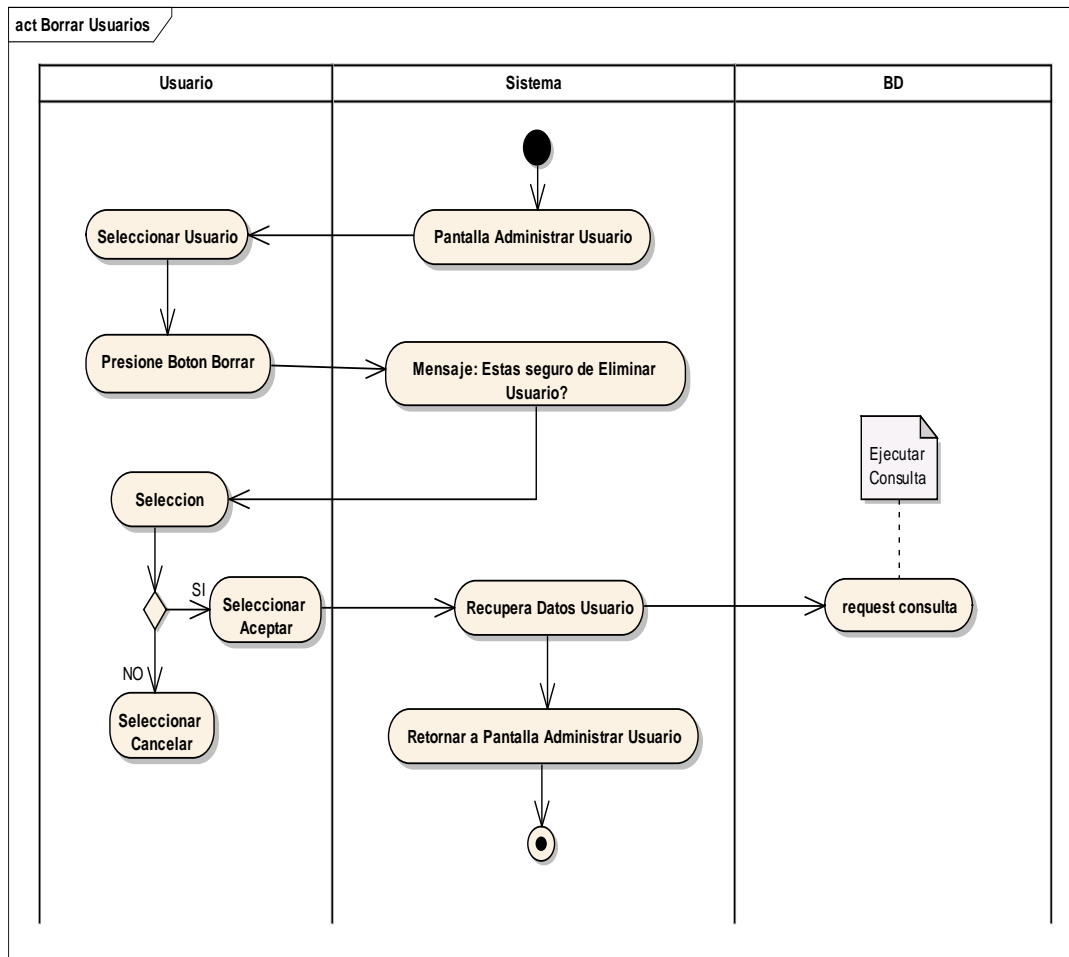 act Borrar Usuarios
Usuario
Sistema
BD
Seleccionar Usuario
Pantalla Administrar Usuario
Presione Boton Borrar
Mensaje: Estas seguro de Eliminar
Usuario?
Ejecutar
Consulta
Seleccion
SI
Seleccionar
Aceptar
Recupera Datos Usuario
request consulta
NO
Seleccionar
Cancelar
Retornar a Pantalla Administrar Usuario